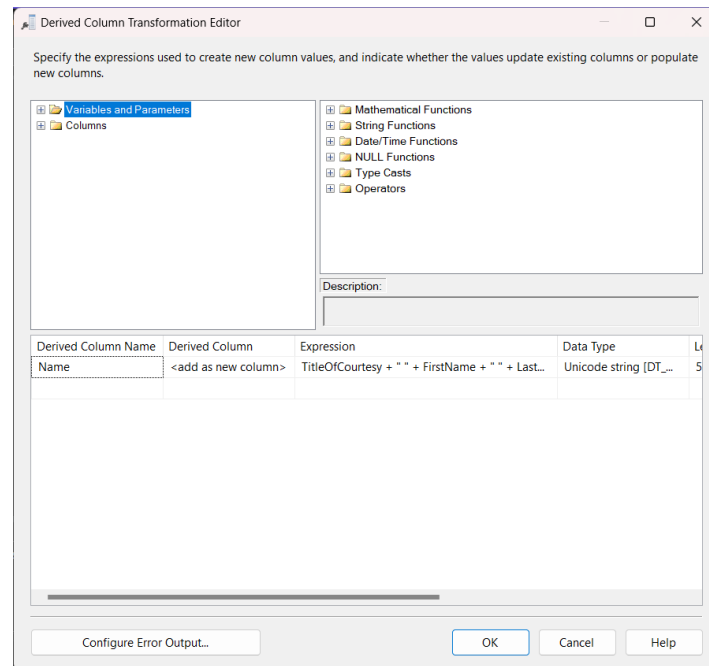 Derived Column Transformation Editor
Specify the expressions used to create new column values, and indicate whether the values update existing columns or populate
new columns.
Variables and Parameters
Columns
Mathematical Functions
String Functions
Date/Time Functions
NULL Functions
Type Casts
Operators
Description:
Derived Column Name Derived Column Expression Data Type Le
Name <add as new column> TitleOfCourtesy + " " + FirstName + " " + Last... Unicode string [DT_... 5
Configure Error Output... OK Cancel Help